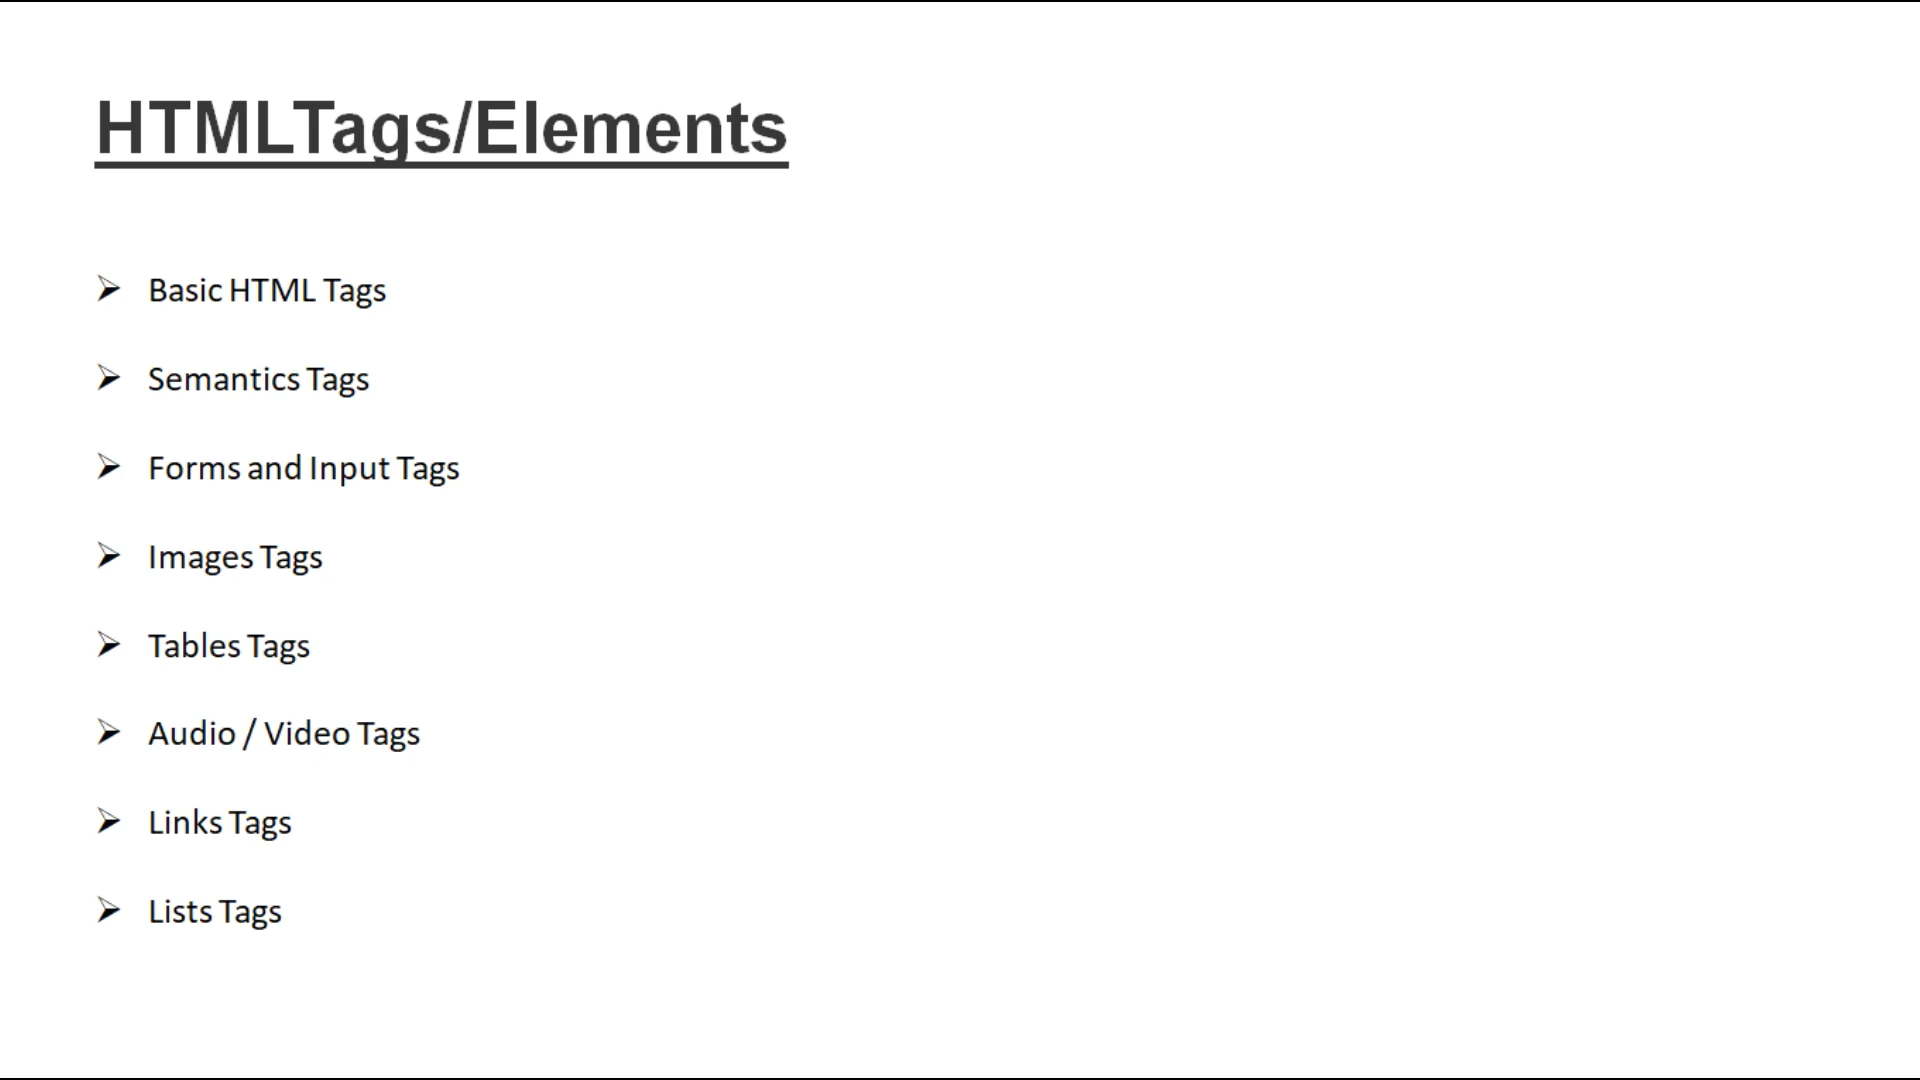 HTMLTags/Elements
➢ Basic HTML Tags
➢ Semantics Tags
➢ Forms and Input Tags
➢ Images Tags
➢ Tables Tags
➢ Audio / Video Tags
➢ Links Tags
➢ Lists Tags